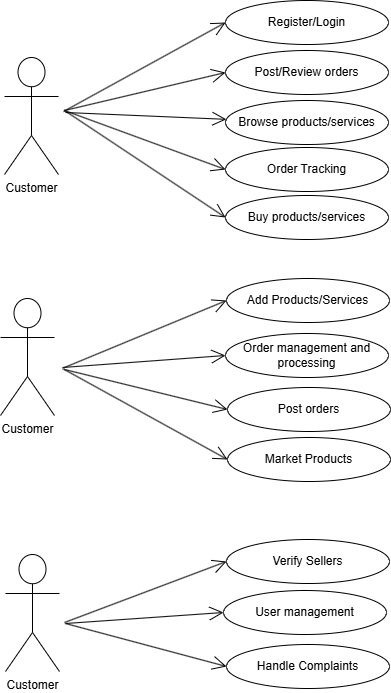 Register/Login
Post/Review orders
Browse products/services
Order Tracking
Customer
Buy products/services
Add Products/Services
Order management and
processing
Post orders
Customer
Market Products
Verify Sellers
User management
Handle Complaints
Customer